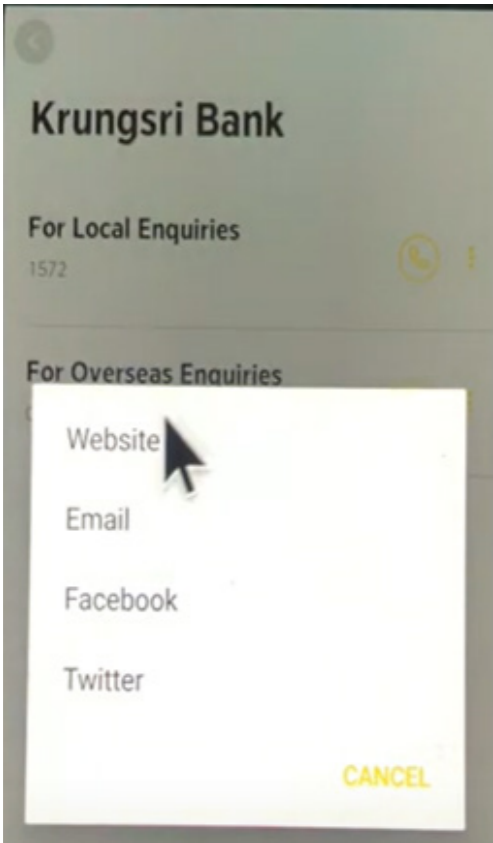 Krungsri Bank
For Local Enquiries
1572
For Overseas Enquiries
Website
Email
Facebook
Twitter
CANCEL